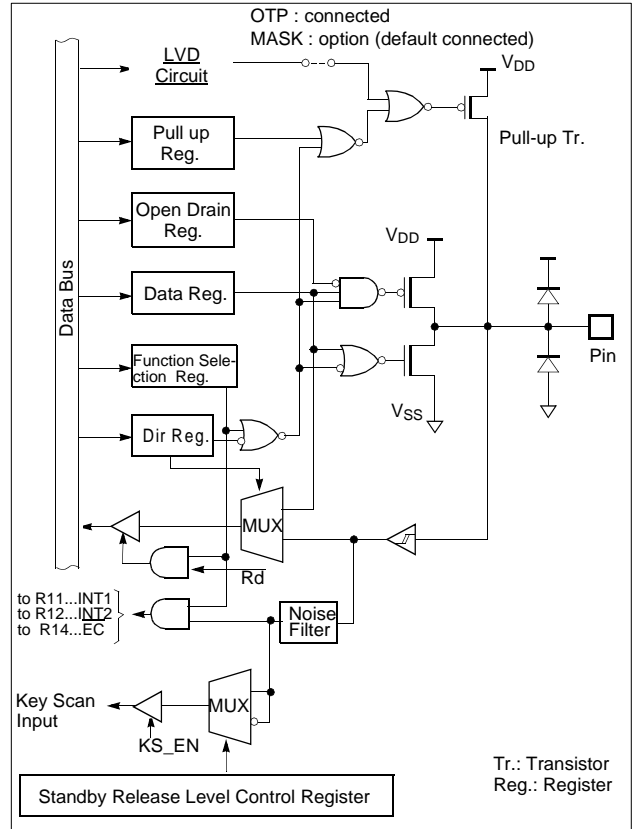 OTP : connected
MASK : option (default connected)
LVD
Circuit
VDD
Pull up
Reg.
Pull-up Tr.
Open Drain
Reg.
VDD
Data Bus
Data Reg.
Function Sele-
ction Reg.
Pin
VSS
Dir Reg.
MUX
Rd
to R11...INT1
to R12...INT2
to R14...EC
Noise
Filter
Key Scan
Input
MUX
KS_EN
Tr.: Transistor
Reg.: Register
Standby Release Level Control Register